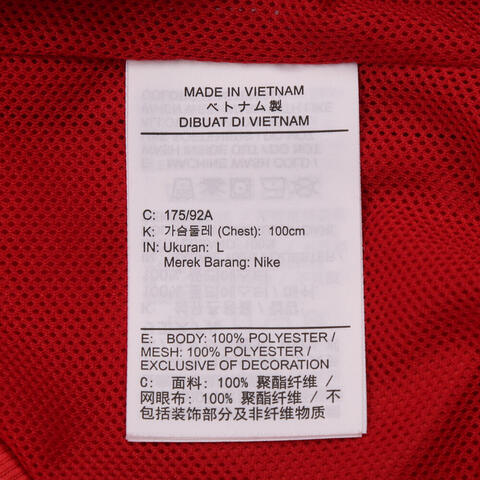 MADE IN VIETNAM
ベトナム製
DIBUAT DI VIETNAM
C: 175/92A
K: 가슴둘레 (Chest): 100cm
IN: Ukuran: L
Merek Barang: Nike
E: BODY: 100% POLYESTER /
MESH: 100% POLYESTER /
EXCLUSIVE OF DECORATION
C: 面料: 100% 聚酯纤维 /
网眼布: 100% 聚酯纤维 / 不
包括装饰部分及非纤维物质